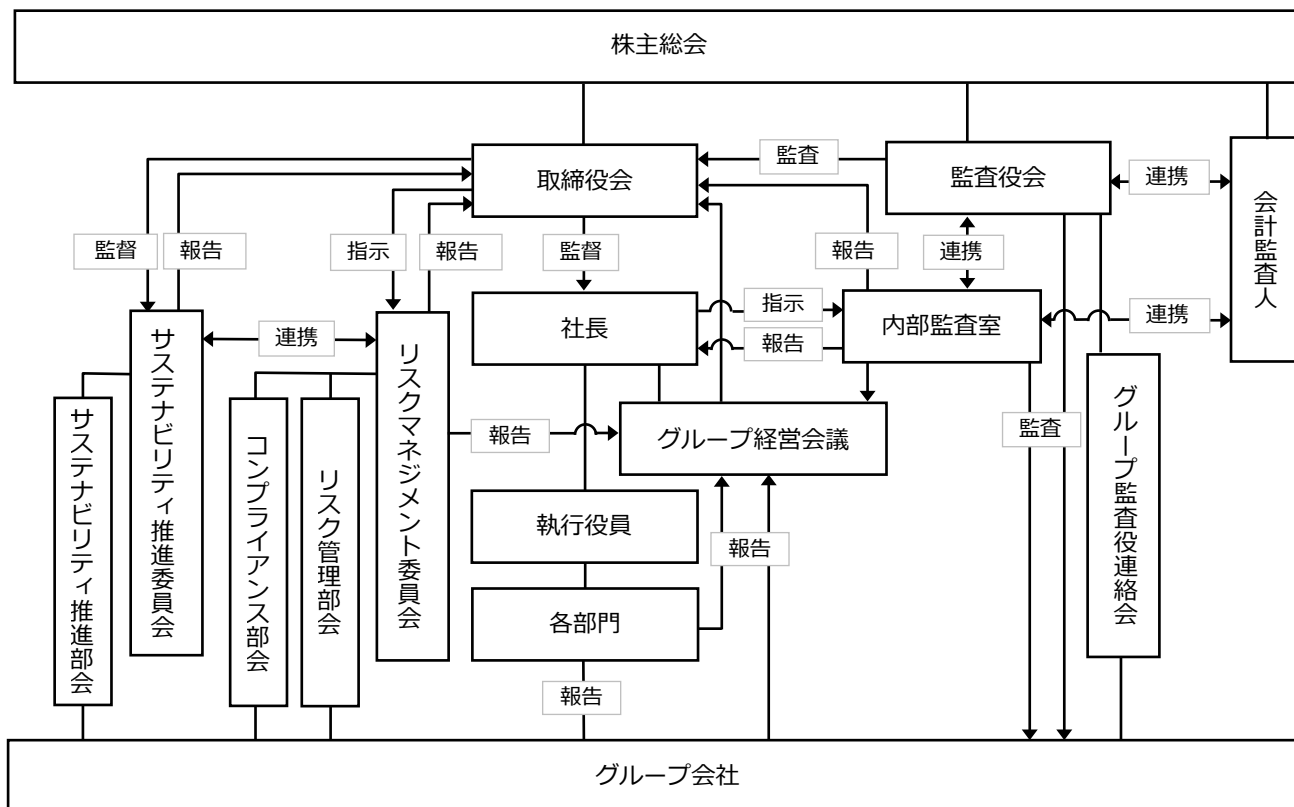 株主総会
取締役会
監査
監査役会
連携
会計監査人
監督
報告
指示
報告
監督
報告
連携
社長
指示
報告
内部監査室
連携
サステナビリティ推進委員会
連携
リスクマネジメント委員会
サステナビリティ推進部会
コンプライアンス部会
リスク管理部会
報告
グループ経営会議
監査
グループ監査役連絡会
執行役員
報告
各部門
報告
グループ会社